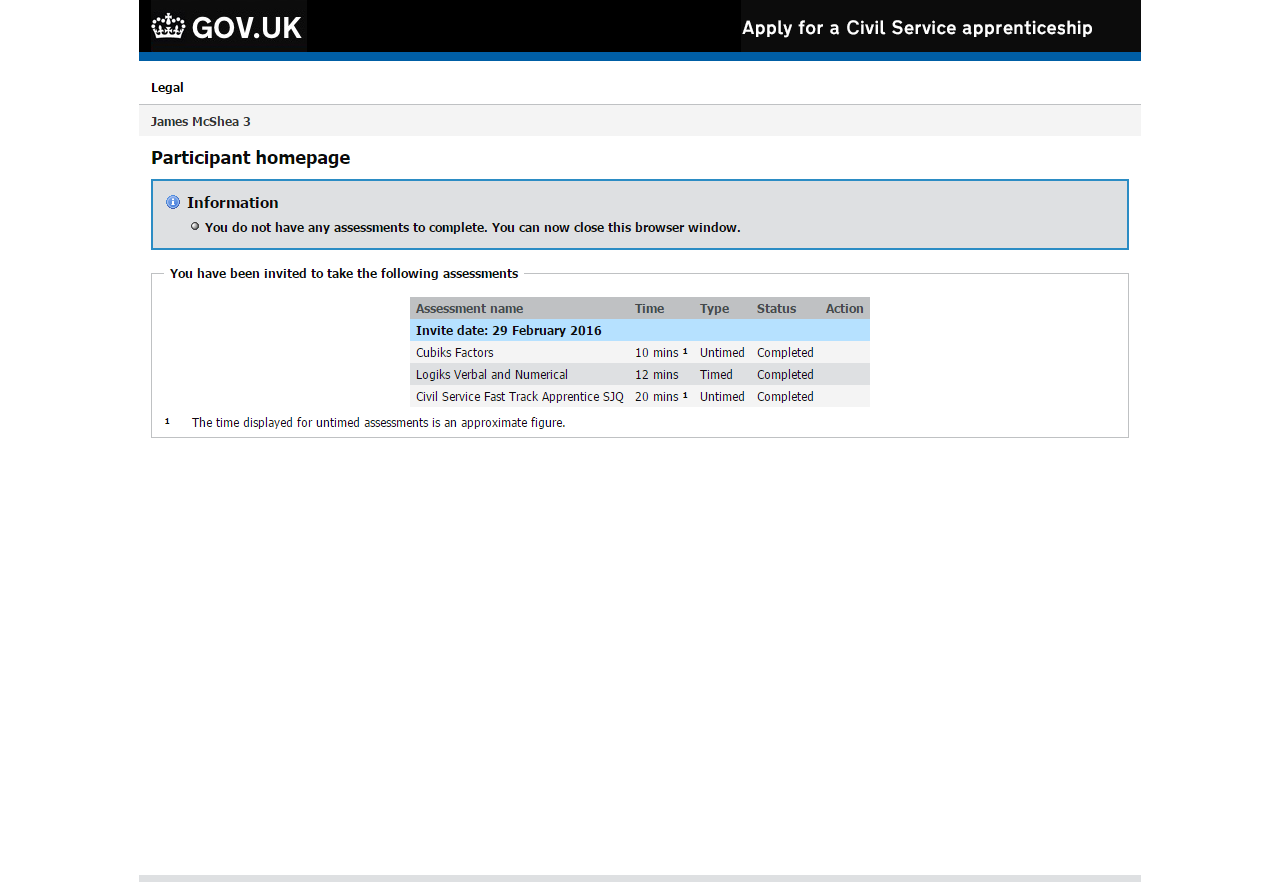 GOV.UK Apply for a Civil Service apprenticeship
Legal
James McShea 3
Participant homepage
Information
You do not have any assessments to complete. You can now close this browser window.
You have been invited to take the following assessments
Assessment name Time Type Status Action
Invite date: 29 February 2016
Cubiks Factors 10 mins ¹ Untimed Completed
Logiks Verbal and Numerical 12 mins Timed Completed
Civil Service Fast Track Apprentice SJQ 20 mins ¹ Untimed Completed
¹ The time displayed for untimed assessments is an approximate figure.